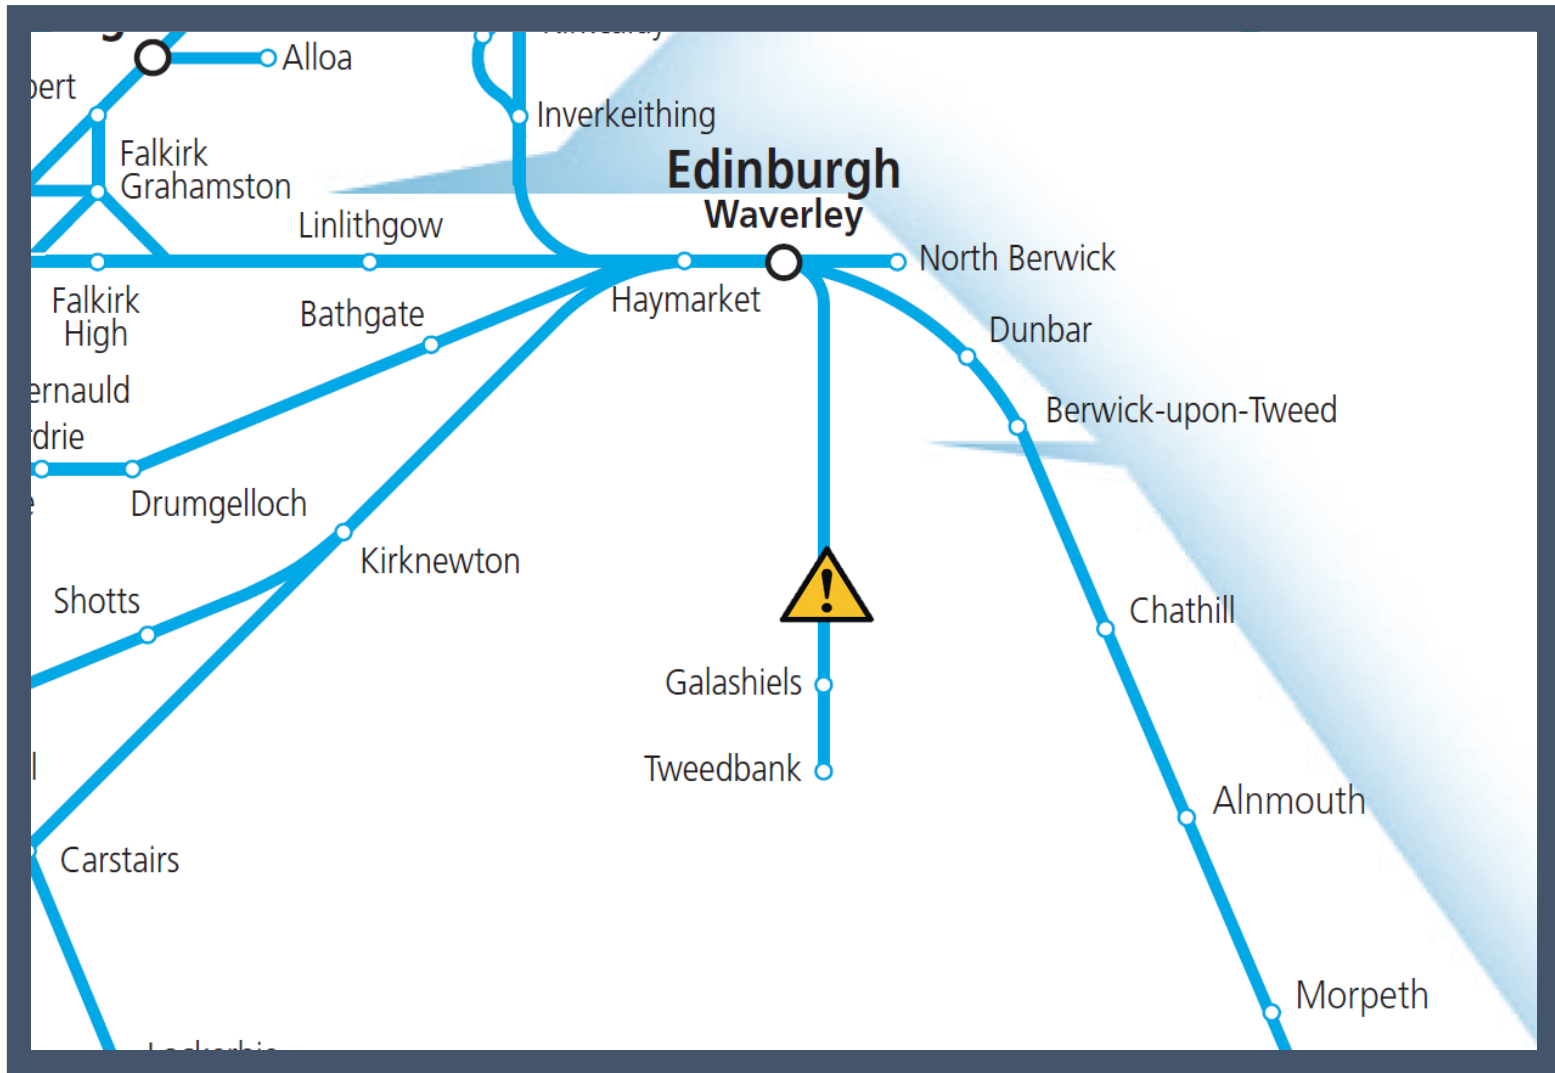 Alloa
Inverkeithing
Falkirk
Grahamston
Edinburgh
Waverley
Linlithgow
North Berwick
Falkirk
High
Bathgate
Haymarket
Dunbar
Berwick-upon-Tweed
Drumgelloch
Kirknewton
Shotts
Chathill
Galashiels
Tweedbank
Alnmouth
Carstairs
Morpeth